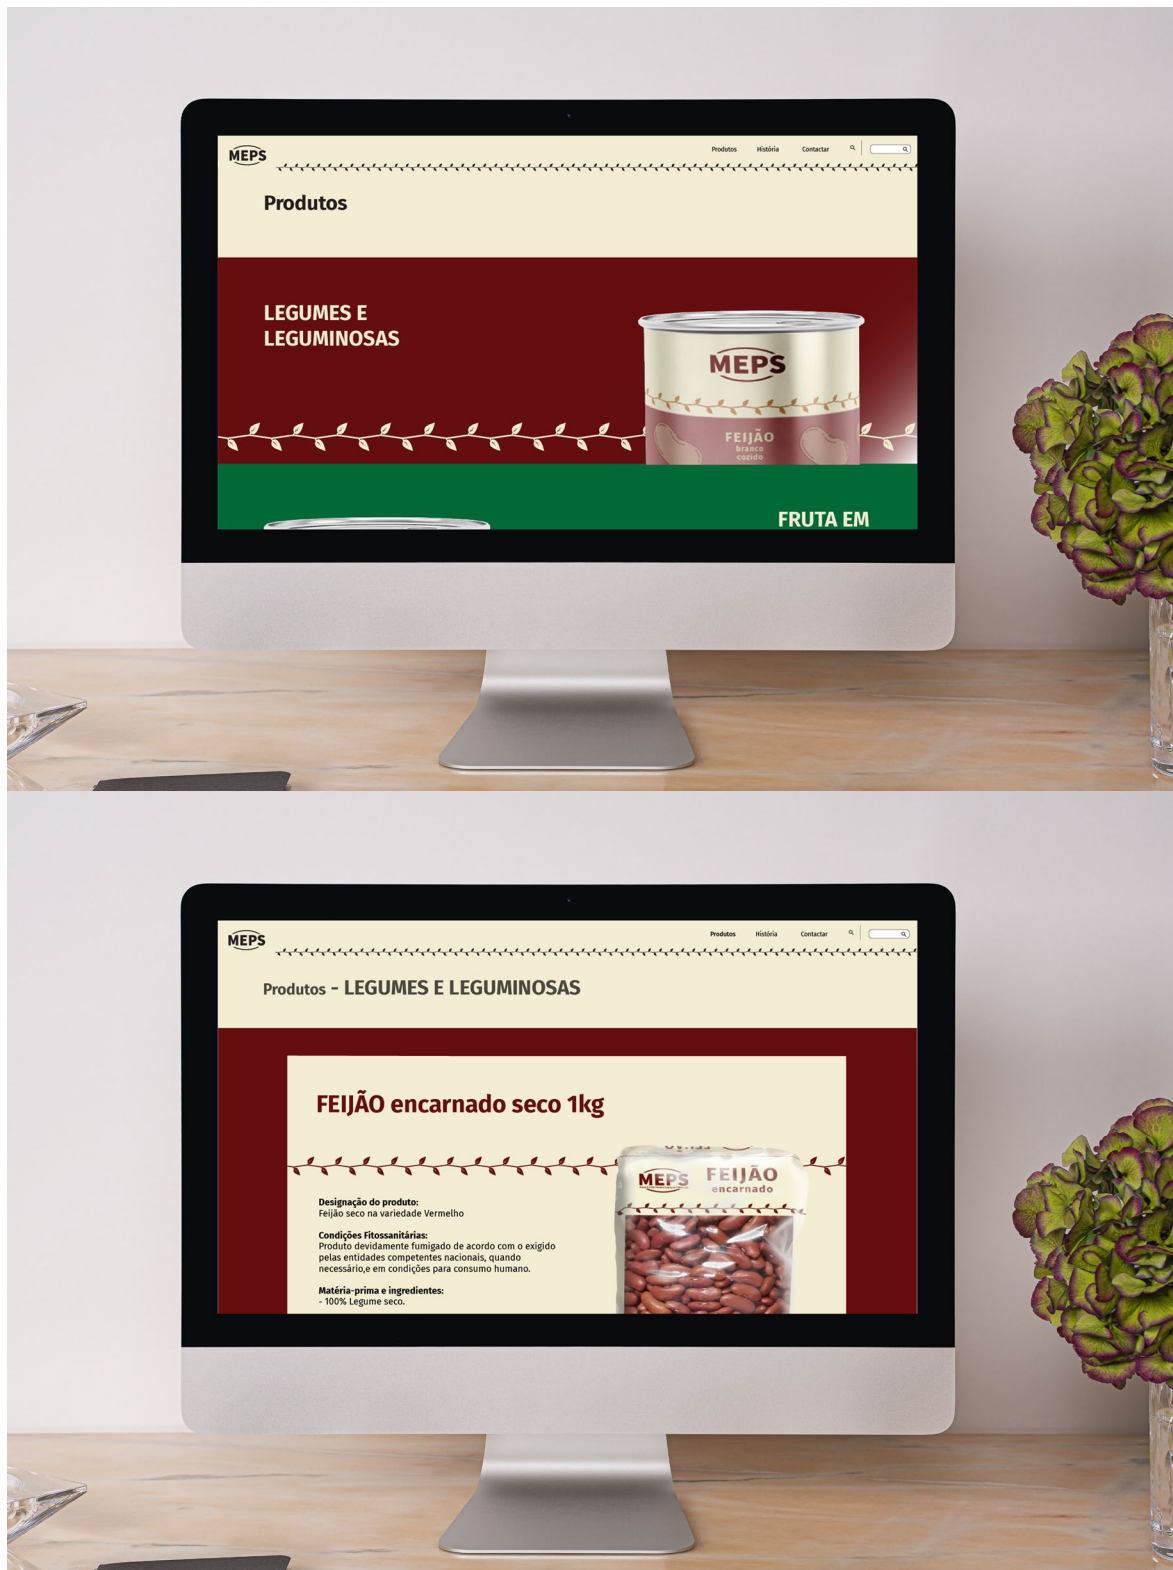 MEPS
Produtos História Contactar
Produtos
LEGUMES E
LEGUMINOSAS
MEPS
FEIJÃO
branco
cozido
FRUTA EM
MEPS
Produtos História Contactar
Produtos - LEGUMES E LEGUMINOSAS
FEIJÃO encarnado seco 1kg
FEIJÃO
MEPS
FEIJÃO
encarnado
Designação do produto:
Feijão seco na variedade Vermelho
Condições Fitossanitárias:
Produto devidamente fumigado de acordo com o exigido
pelas entidades competentes nacionais, quando
necessário,e em condições para consumo humano.
Matéria-prima e ingredientes:
- 100% Legume seco.